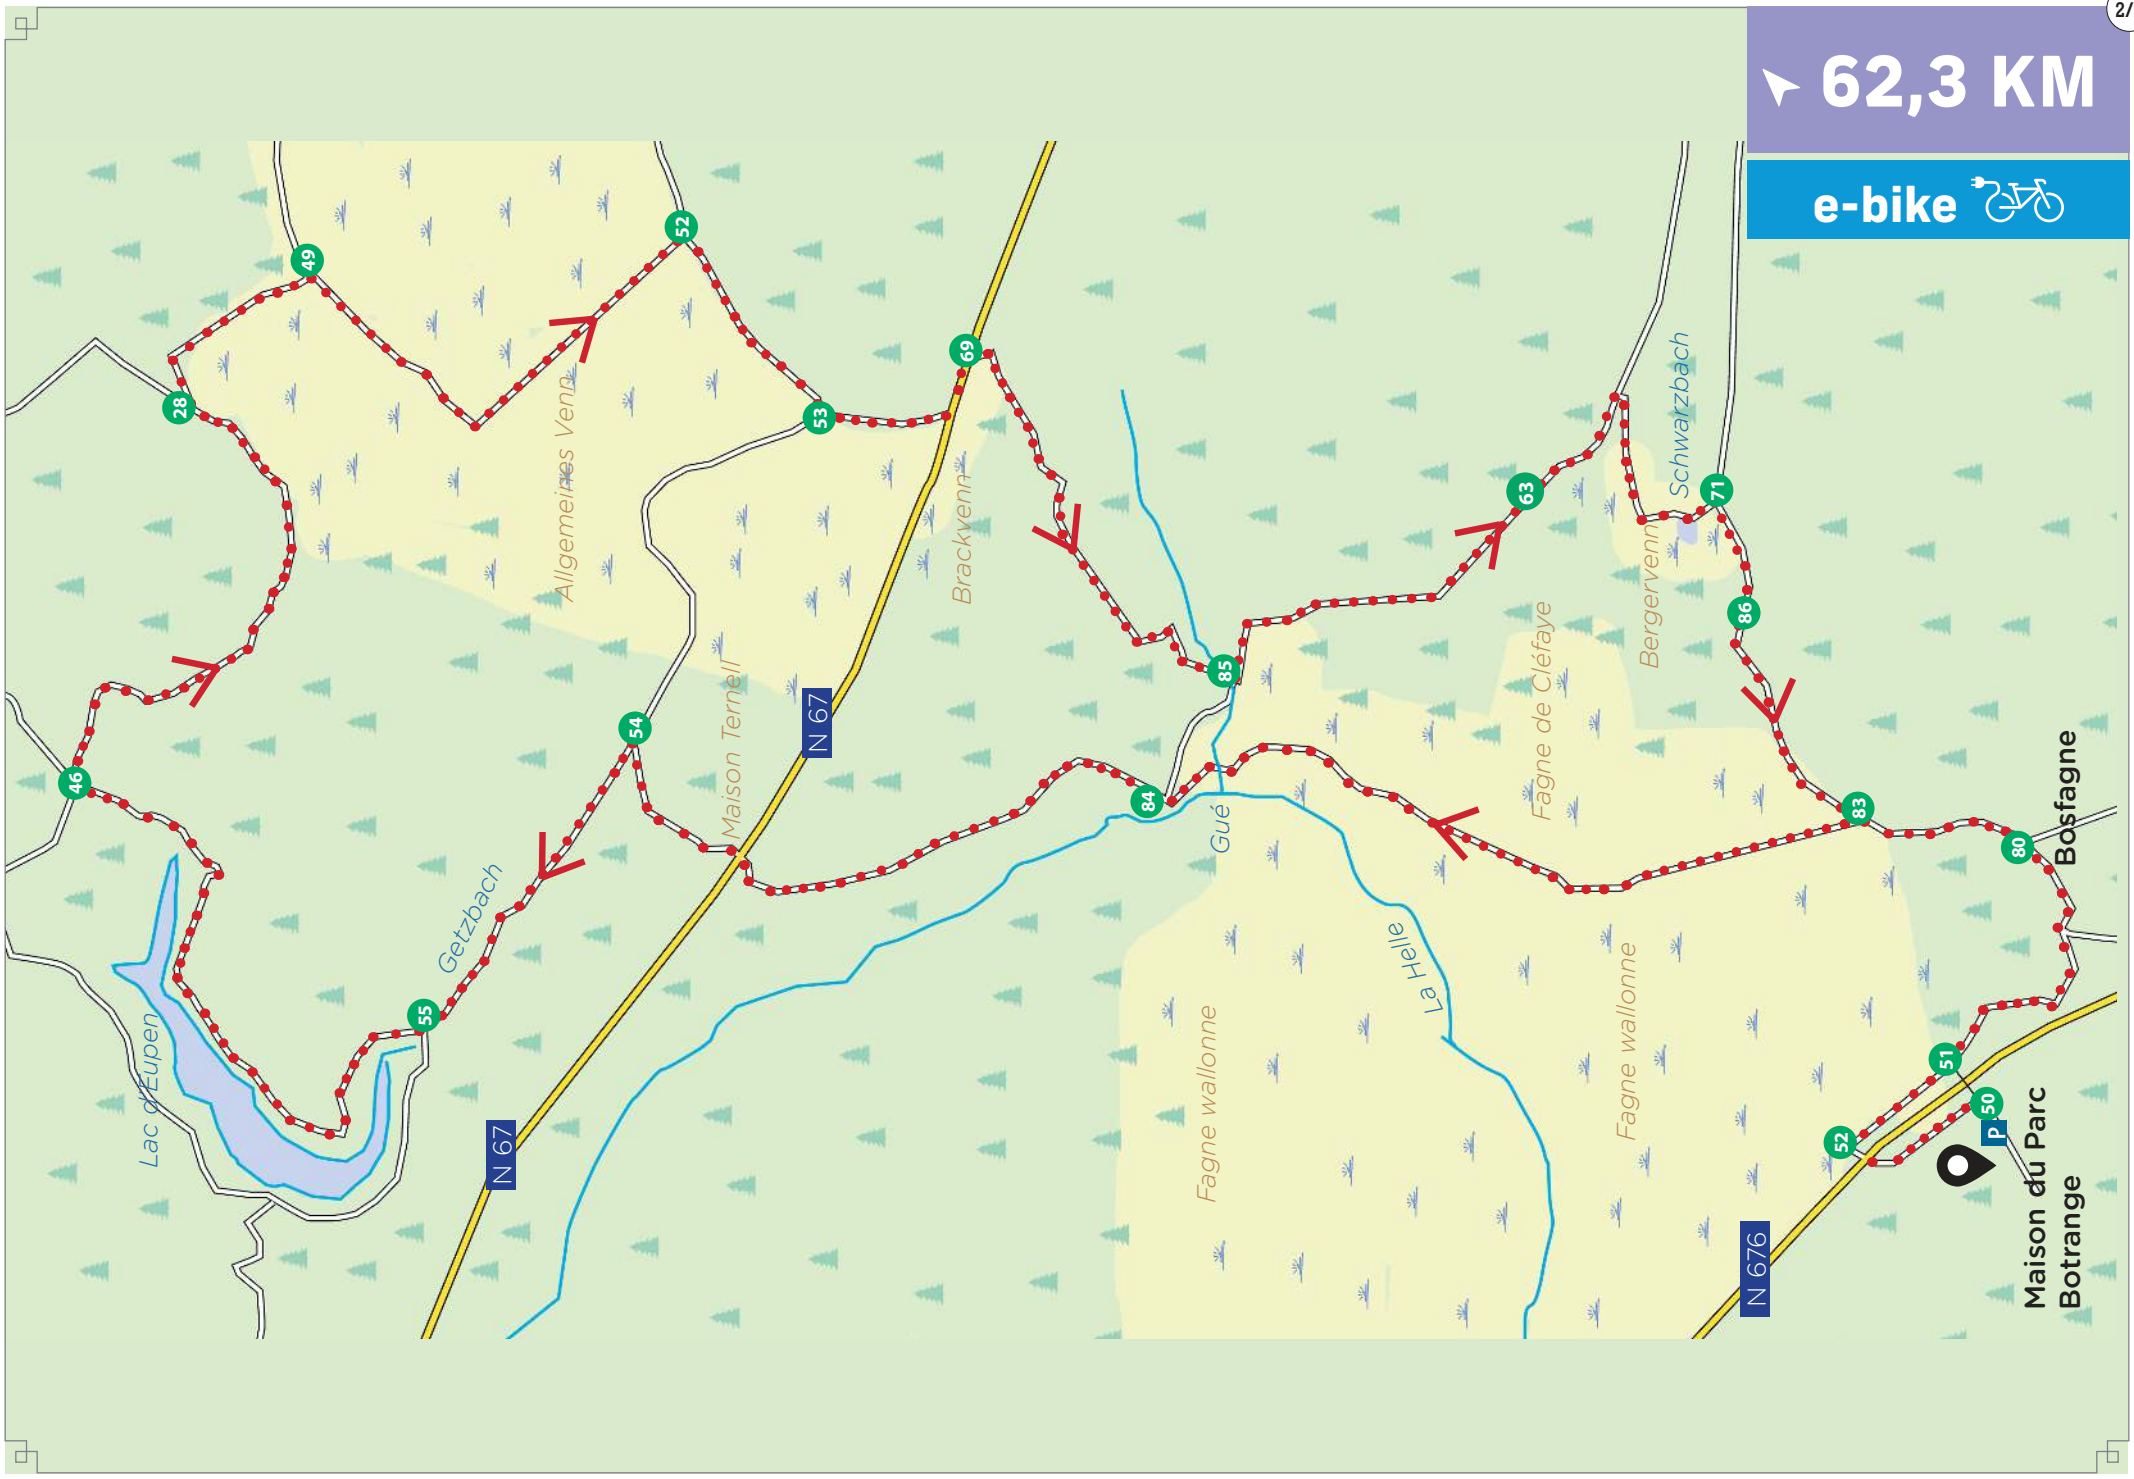 2/
62,3 KM
e-bike
49
52
28
69
53
Allgemeines Venn
Brackvenn
63
71
Schwarzbach
Bergervenn
86
85
Fagne de Cléfaye
54
Maison Ternell
N 67
46
84
Gué
83
80
Bosfagne
Getzbach
55
Lac d'Eupen
La Helle
Fagne wallonne
Fagne wallonne
51
50
52
P
N 67
N 676
Maison du Parc
Botrange